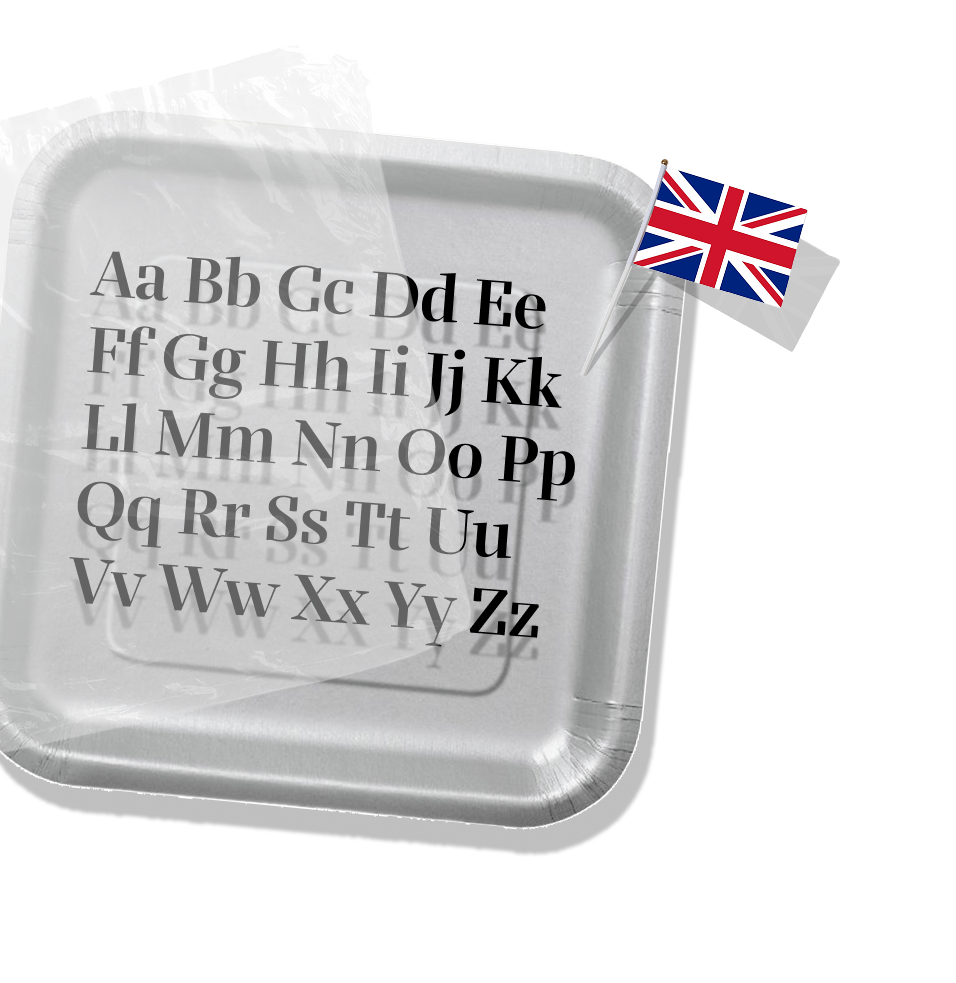 Aa Bb Cc Dd Ee
Ff Gg Hh Ii Jj Kk
Ll Mm Nn Oo Pp
Qq Rr Ss Tt Uu
Vv Ww Xx Yy Zz